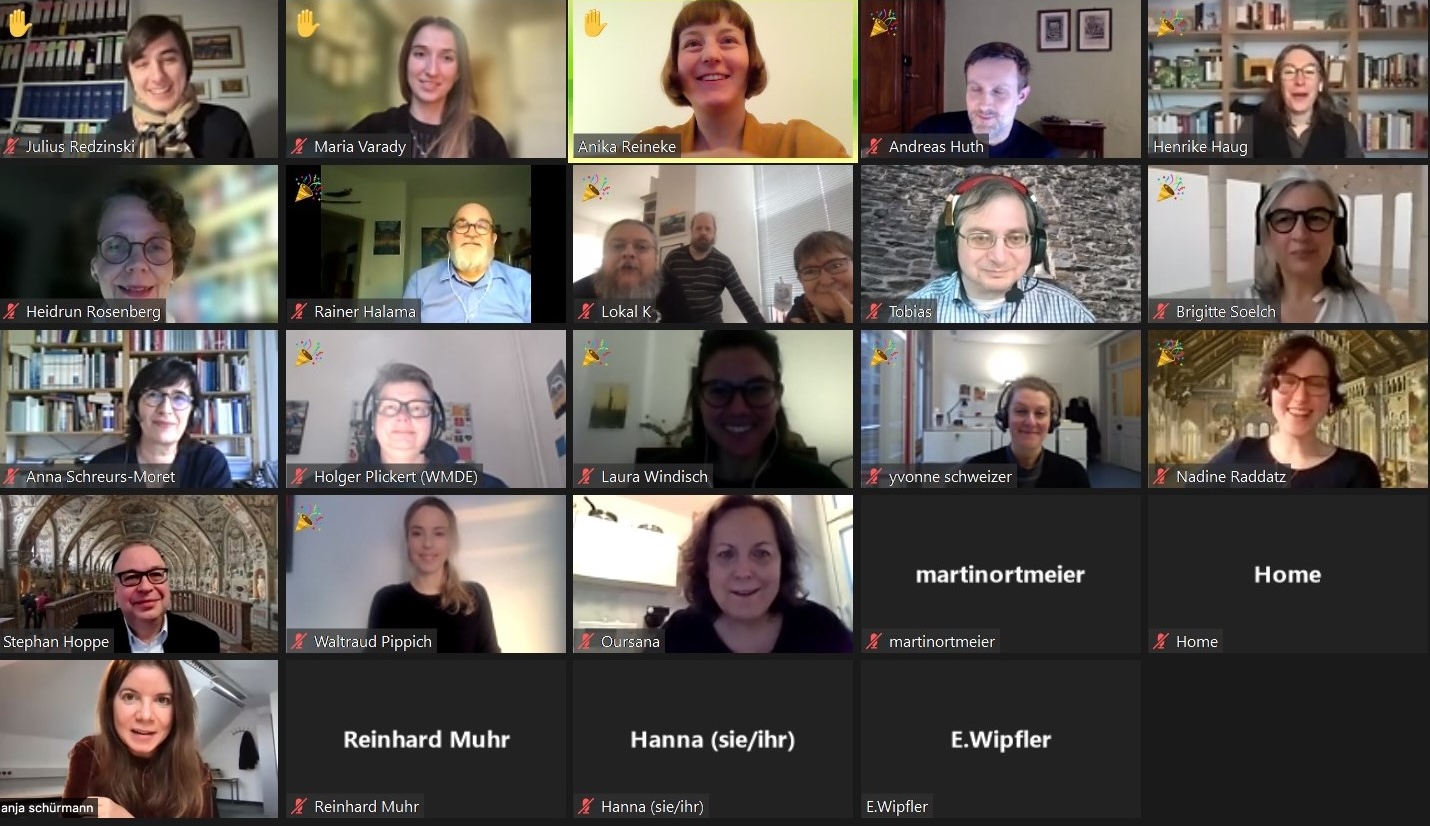 Julius Redzinski
Maria Varady
Anika Reineke
Andreas Huth
Henrike Haug
Heidrun Rosenberg
Rainer Halama
Lokal K
Tobias
Brigitte Soelch
Anna Schreurs-Moret
Holger Plickert (WMDE)
Laura Windisch
yvonne schweizer
Nadine Raddatz
Stephan Hoppe
Waltraud Pippich
Oursana
martinortmeier
martinortmeier
Home
Home
anja schürmann
Reinhard Muhr
Reinhard Muhr
Hanna (sie/ihr)
Hanna (sie/ihr)
E.Wipfler
E.Wipfler